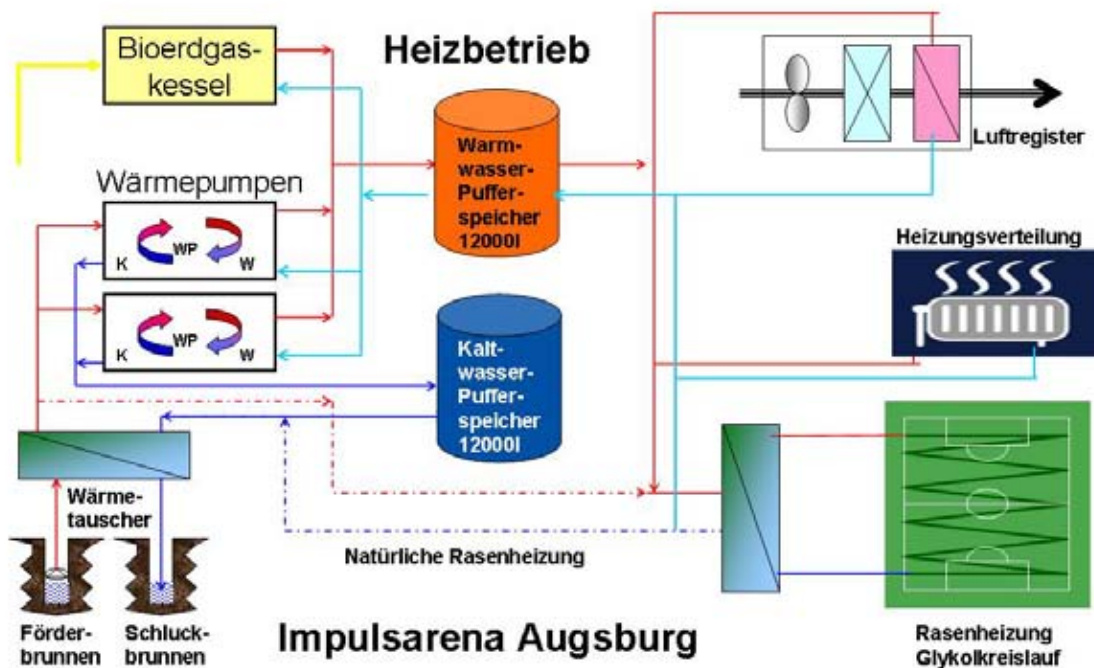 Bioerdgas-
kessel
Heizbetrieb
Luftregister
Wärmepumpen
K
WP
W
K
WP
W
Warm-
wasser-
Puffer-
speicher
12000l
Kalt-
wasser-
Puffer-
speicher
12000l
Heizungsverteilung
Wärme-
tauscher
Natürliche Rasenheizung
Förder-
brunnen
Schluck-
brunnen
Impulsarena Augsburg
Rasenheizung
Glykolkreislauf